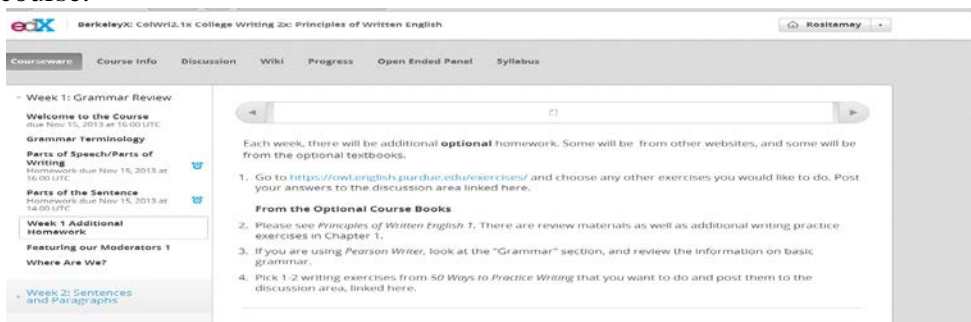 course.
edX
BerkeleyX: ColWri2.1x College Writing 2x: Principles of Written English
Rositamay
Courseware Course Info Discussion Wiki Progress Open Ended Panel Syllabus
Week 1: Grammar Review
Welcome to the Course
due Nov 15, 2013 at 16:00 UTC
Grammar Terminology
Parts of Speech/Parts of
Writing
Homework due Nov 15, 2013 at
16:00 UTC
Parts of the Sentence
Homework due Nov 15, 2013 at
14:00 UTC
Week 1 Additional
Homework
Featuring our Moderators 1
Where Are We?
Week 2: Sentences
and Paragraphs
Each week, there will be additional optional homework. Some will be from other websites, and some will be
from the optional textbooks.
1. Go to https://owl.english.purdue.edu/exercises/ and choose any other exercises you would like to do. Post
your answers to the discussion area linked here.
From the Optional Course Books
2. Please see Principles of Written English 1. There are review materials as well as additional writing practice
exercises in Chapter 1.
3. If you are using Pearson Writer, look at the "Grammar" section, and review the information on basic
grammar.
4. Pick 1-2 writing exercises from 50 Ways to Practice Writing that you want to do and post them to the
discussion area, linked here.